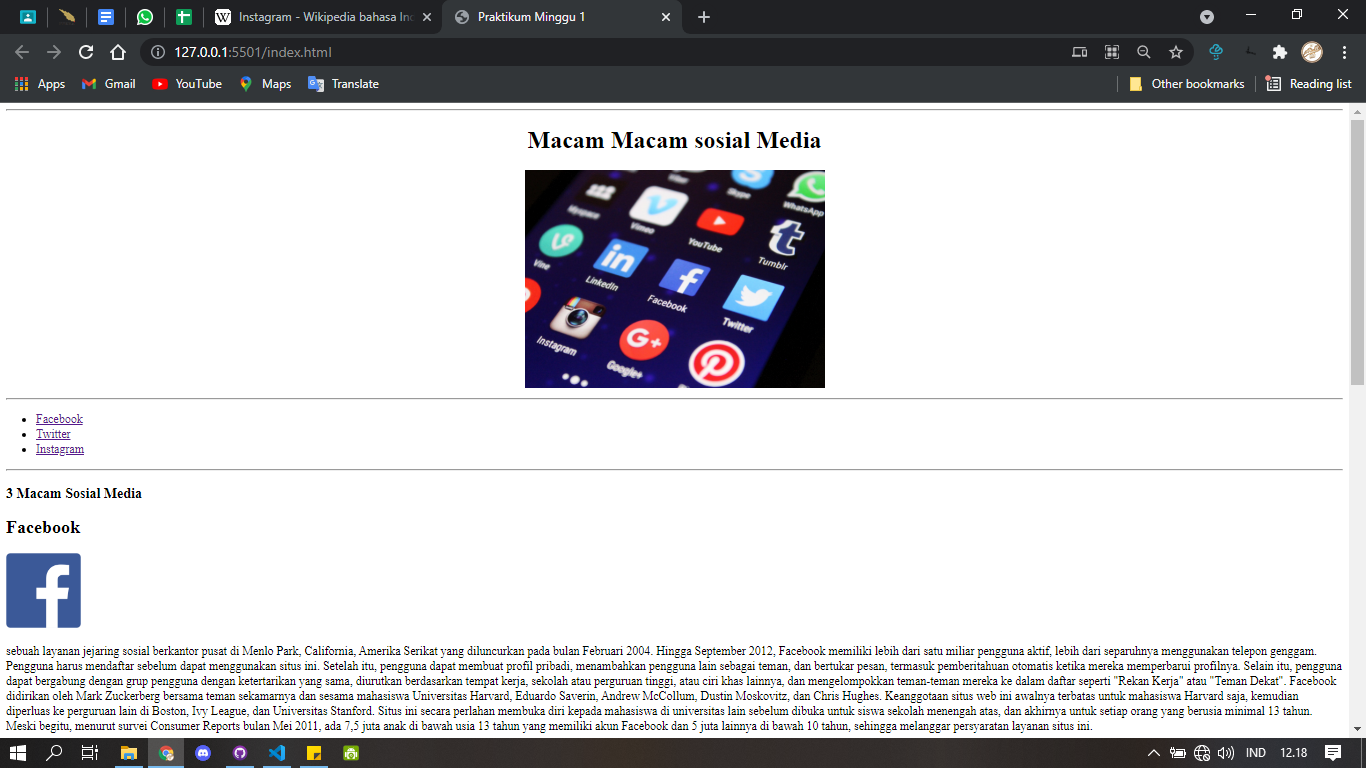 Instagram - Wikipedia bahasa Inc
Praktikum Minggu 1
127.0.0.1:5501/index.html
Apps
Gmail
YouTube
Maps
Translate
Other bookmarks
Reading list
Macam Macam sosial Media
Skype
WhatsApp
Myspace
Vimeo
YouTube
Tumblr
Vine
LinkedIn
Facebook
Twitter
Instagram
Google+
Facebook
Twitter
Instagram
3 Macam Sosial Media
Facebook
sebuah layanan jejaring sosial berkantor pusat di Menlo Park, California, Amerika Serikat yang diluncurkan pada bulan Februari 2004. Hingga September 2012, Facebook memiliki lebih dari satu miliar pengguna aktif, lebih dari separuhnya menggunakan telepon genggam.
Pengguna harus mendaftar sebelum dapat menggunakan situs ini. Setelah itu, pengguna dapat membuat profil pribadi, menambahkan pengguna lain sebagai teman, dan bertukar pesan, termasuk pemberitahuan otomatis ketika mereka memperbarui profilnya. Selain itu, pengguna
dapat bergabung dengan grup pengguna dengan ketertarikan yang sama, diurutkan berdasarkan tempat kerja, sekolah atau perguruan tinggi, atau ciri khas lainnya, dan mengelompokkan teman-teman mereka ke dalam daftar seperti "Rekan Kerja" atau "Teman Dekat". Facebook
didirikan oleh Mark Zuckerberg bersama teman sekamarnya dan sesama mahasiswa Universitas Harvard, Eduardo Saverin, Andrew McCollum, Dustin Moskovitz, dan Chris Hughes. Keanggotaan situs web ini awalnya terbatas untuk mahasiswa Harvard saja, kemudian
diperluas ke perguruan lain di Boston, Ivy League, dan Universitas Stanford. Situs ini secara perlahan membuka diri kepada mahasiswa di universitas lain sebelum dibuka untuk siswa sekolah menengah atas, dan akhirnya untuk setiap orang yang berusia minimal 13 tahun.
Meski begitu, menurut survei Consumer Reports bulan Mei 2011, ada 7,5 juta anak di bawah usia 13 tahun yang memiliki akun Facebook dan 5 juta lainnya di bawah 10 tahun, sehingga melanggar persyaratan layanan situs ini.
IND
12.18